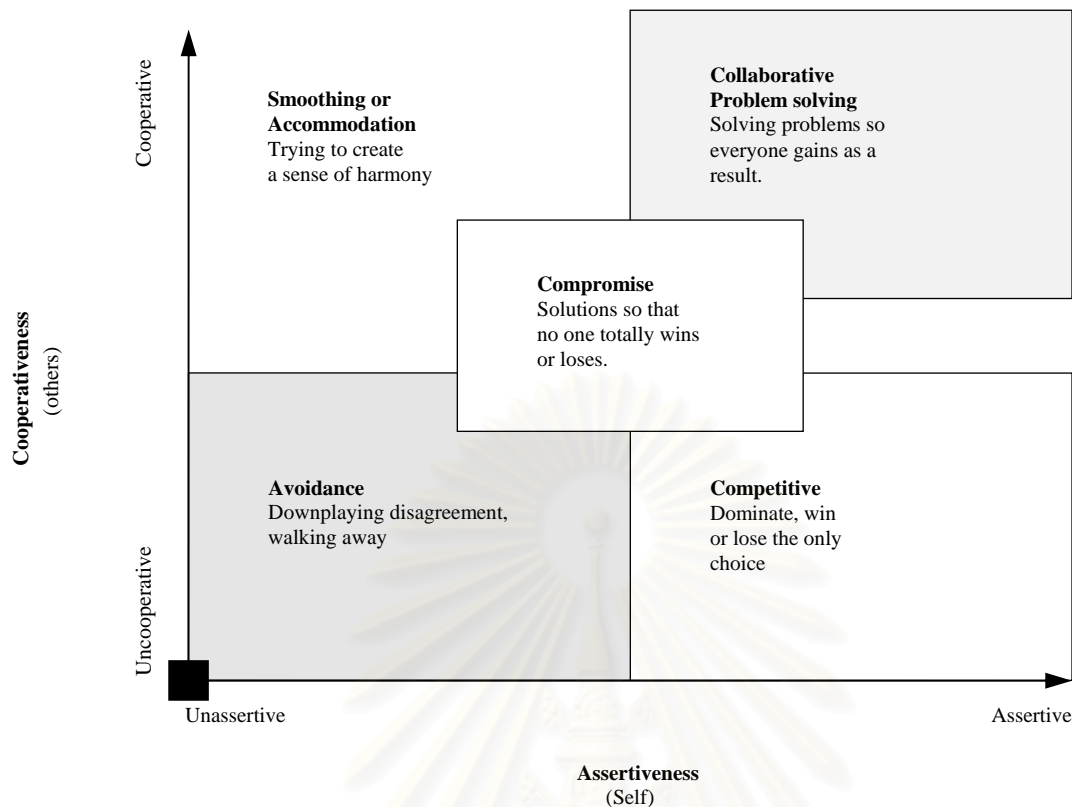 Cooperative
Smoothing or
Accommodation
Trying to create
a sense of harmony
Collaborative
Problem solving
Solving problems so
everyone gains as a
result.
Compromise
Solutions so that
no one totally wins
or loses.
Cooperativeness
(others)
Avoidance
Downplaying disagreement,
walking away
Competitive
Dominate, win
or lose the only
choice
Uncooperative
Unassertive
Assertive
Assertiveness
(Self)